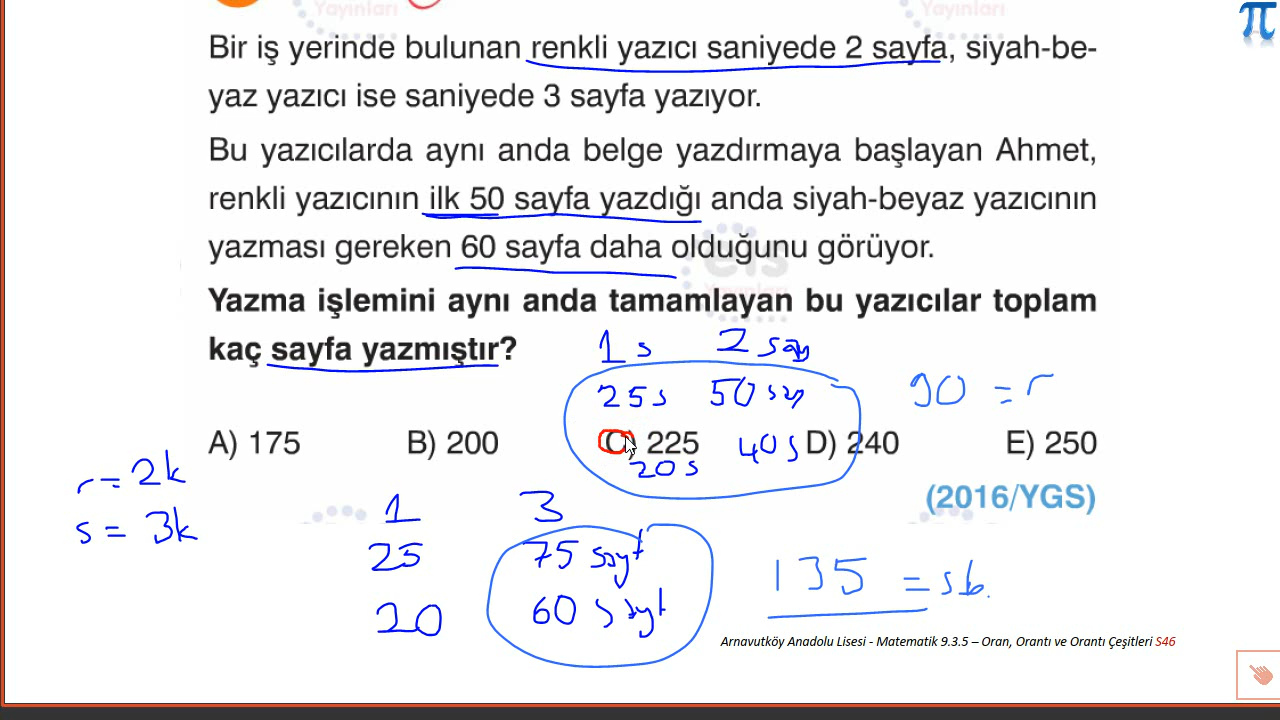 Yayınları Yayınları
π
Bir iş yerinde bulunan renkli yazıcı saniyede 2 sayfa, siyah-be-
yaz yazıcı ise saniyede 3 sayfa yazıyor.
Bu yazıcılarda aynı anda belge yazdırmaya başlayan Ahmet,
renkli yazıcının ilk 50 sayfa yazdığı anda siyah-beyaz yazıcının
yazması gereken 60 sayfa daha olduğunu görüyor.
eis
Yayınları
Yazma işlemini aynı anda tamamlayan bu yazıcılar toplam
kaç sayfa yazmıştır?
1 s 2 say
25 s 50 say
90 = r
A) 175 B) 200 C) 225 D) 240 E) 250
20 s 40 s
r = 2k
s = 3k
(2016/YGS)
1 3
25 75 sayf
20 60 sayf
135 = sb.
Arnavutköy Anadolu Lisesi - Matematik 9.3.5 – Oran, Orantı ve Orantı Çeşitleri S46